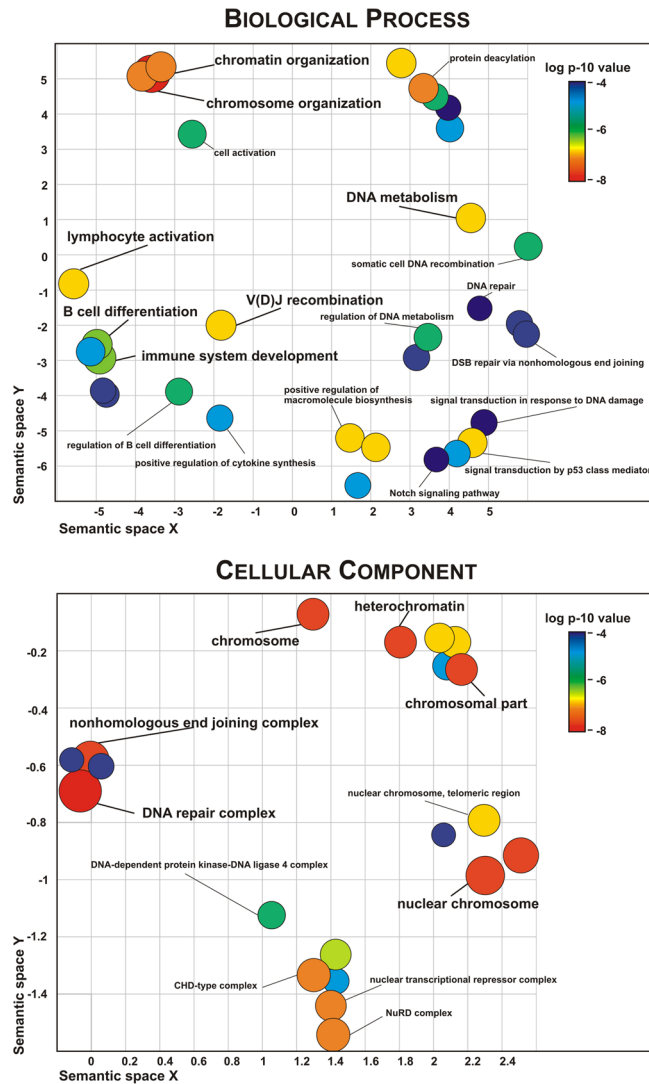 BIOLOGICAL PROCESS
chromatin organization
chromosome organization
cell activation
protein deacylation
log p-10 value
-4
-6
-8
DNA metabolism
somatic cell DNA recombination
lymphocyte activation
B cell differentiation
V(D)J recombination
immune system development
regulation of DNA metabolism
DNA repair
DSB repair via nonhomologous end joining
regulation of B cell differentiation
positive regulation of cytokine synthesis
positive regulation of
macromolecule biosynthesis
signal transduction in response to DNA damage
signal transduction by p53 class mediator
Notch signaling pathway
5
4
3
2
1
0
-1
-2
-3
-4
-5
-6
Semantic space Y
-5 -4 -3 -2 -1 0 1 2 3 4 5
Semantic space X
CELLULAR COMPONENT
chromosome
heterochromatin
chromosomal part
log p-10 value
-4
-6
-8
nonhomologous end joining complex
DNA repair complex
nuclear chromosome, telomeric region
nuclear chromosome
DNA-dependent protein kinase-DNA ligase 4 complex
CHD-type complex
nuclear transcriptional repressor complex
NuRD complex
-0.2
-0.4
-0.6
-0.8
-1
-1.2
-1.4
Semantic space Y
0 0.2 0.4 0.6 0.8 1 1.2 1.4 1.6 1.8 2 2.2 2.4
Semantic space X